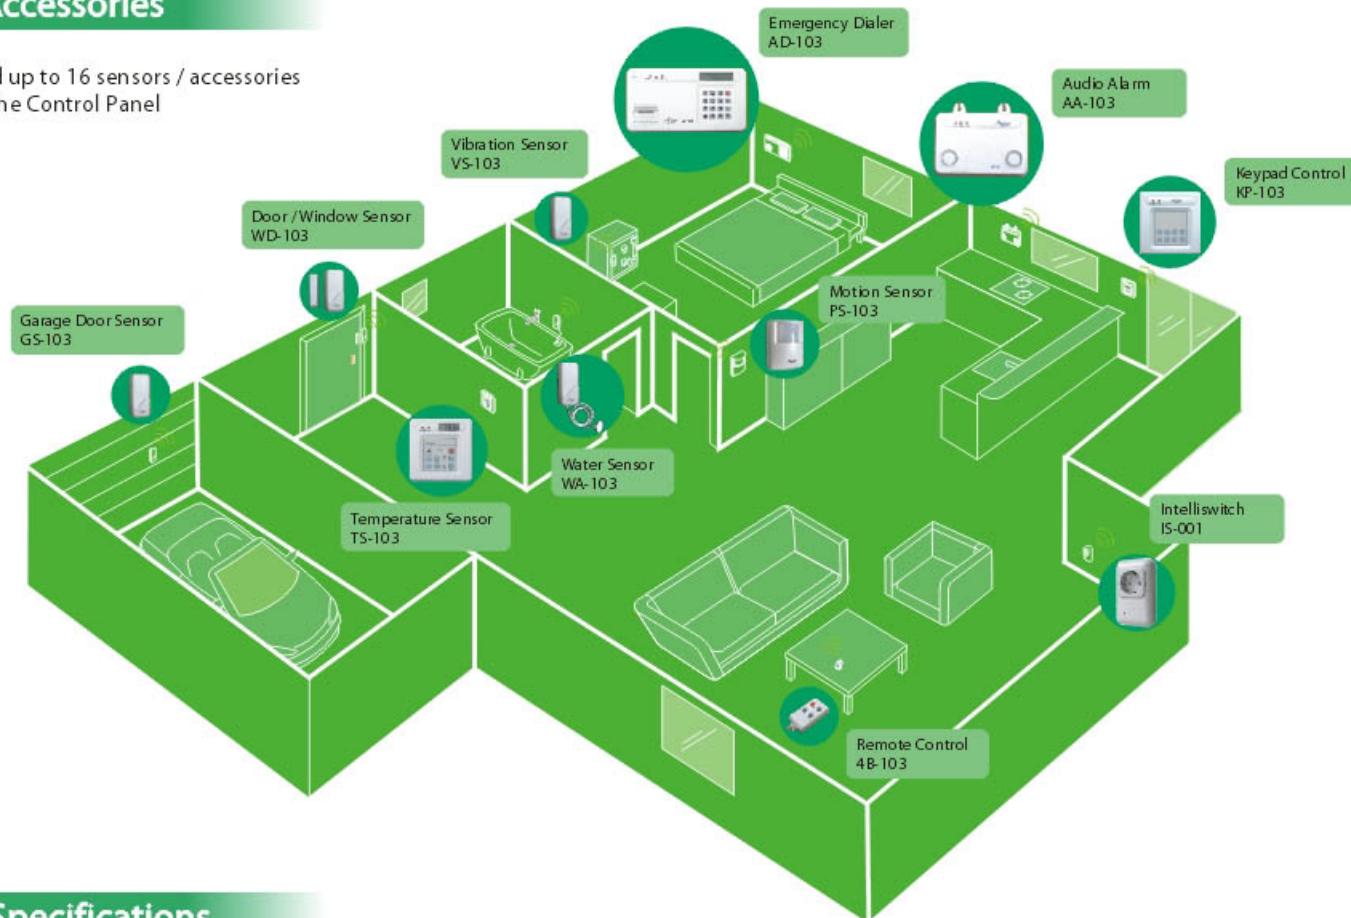 Accessories
up to 16 sensors / accessories
Control Panel
Emergency Dialer
AD-103
Audio Alarm
AA-103
Vibration Sensor
VS-103
Keypad Control
KP-103
Door / Window Sensor
WD-103
Motion Sensor
PS-103
Garage Door Sensor
GS-103
Water Sensor
WA-103
Temperature Sensor
TS-103
Intelliswitch
IS-001
Remote Control
4B-103
Specifications